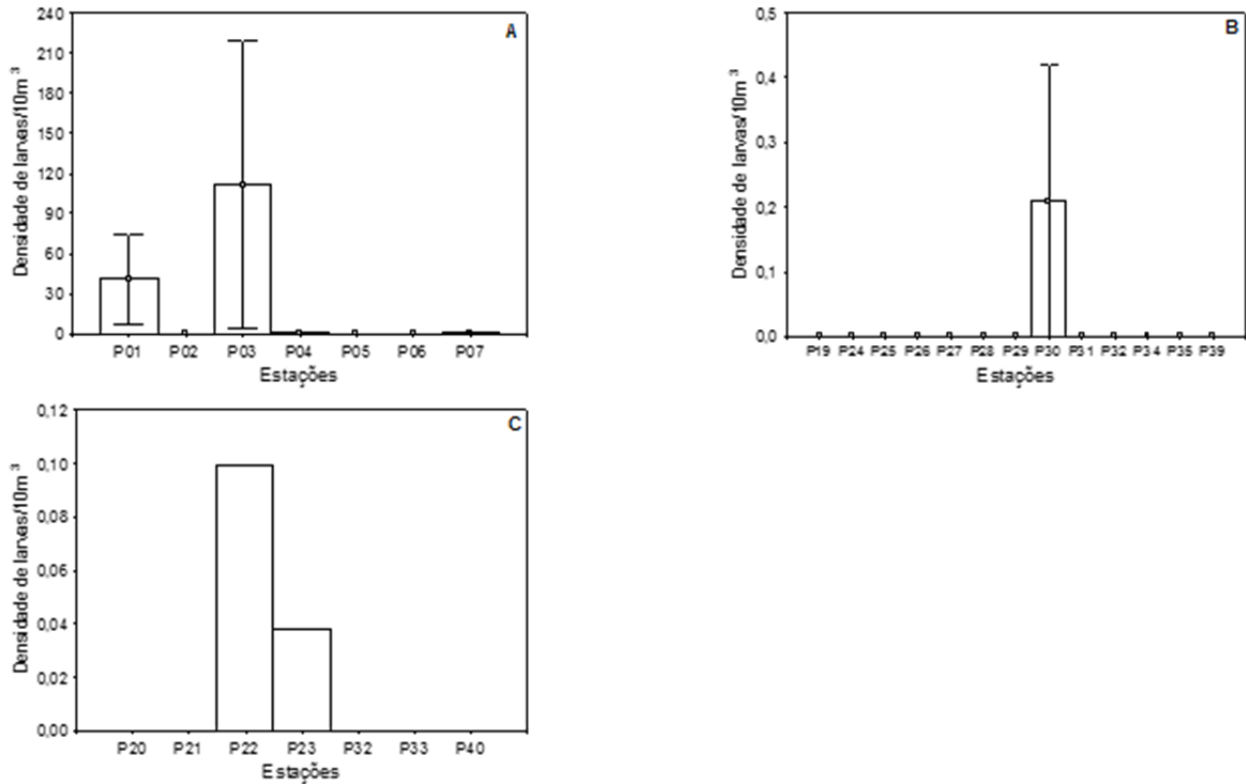 A
Densidade de larvas/10m³
240
210
180
150
120
90
60
30
0
P01 P02 P03 P04 P05 P06 P07
Estações
B
Densidade de larvas/10m³
0,5
0,4
0,3
0,2
0,1
0,0
P19 P24 P25 P26 P27 P28 P29 P30 P31 P32 P34 P35 P39
Estações
C
Densidade de larvas/10m³
0,12
0,10
0,08
0,06
0,04
0,02
0,00
P20 P21 P22 P23 P32 P33 P40
Estações